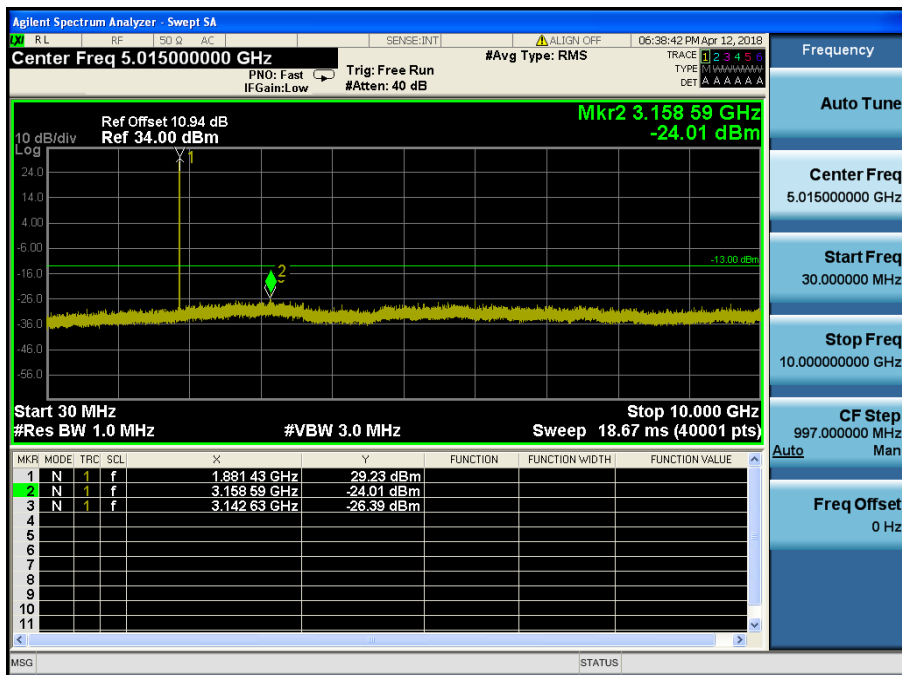 Agilent Spectrum Analyzer - Swept SA
LXI RL RF 50 Ω AC SENSE:INT ALIGN OFF 06:38:42 PM Apr 12, 2018
Center Freq 5.015000000 GHz
#Avg Type: RMS
TRACE 1 2 3 4 5 6
TYPE M WWWWW
DET A A A A A A
PNO: Fast
IFGain:Low
Trig: Free Run
#Atten: 40 dB
Mkr2 3.158 59 GHz
-24.01 dBm
Ref Offset 10.94 dB
10 dB/div Ref 34.00 dBm
Log
24.0
14.0
4.00
-6.00
-16.0
-26.0
-36.0
-46.0
-56.0
1
2
-13.00 dBm
Start 30 MHz Stop 10.000 GHz
#Res BW 1.0 MHz #VBW 3.0 MHz Sweep 18.67 ms (40001 pts)
MKR MODE TRC SCL X Y FUNCTION FUNCTION WIDTH FUNCTION VALUE
1 N 1 f 1.881 43 GHz 29.23 dBm
2 N 1 f 3.158 59 GHz -24.01 dBm
3 N 1 f 3.142 63 GHz -26.39 dBm
4
5
6
7
8
9
10
11
MSG STATUS
Frequency
Auto Tune
Center Freq
5.015000000 GHz
Start Freq
30.000000 MHz
Stop Freq
10.000000000 GHz
CF Step
997.000000 MHz
Auto Man
Freq Offset
0 Hz